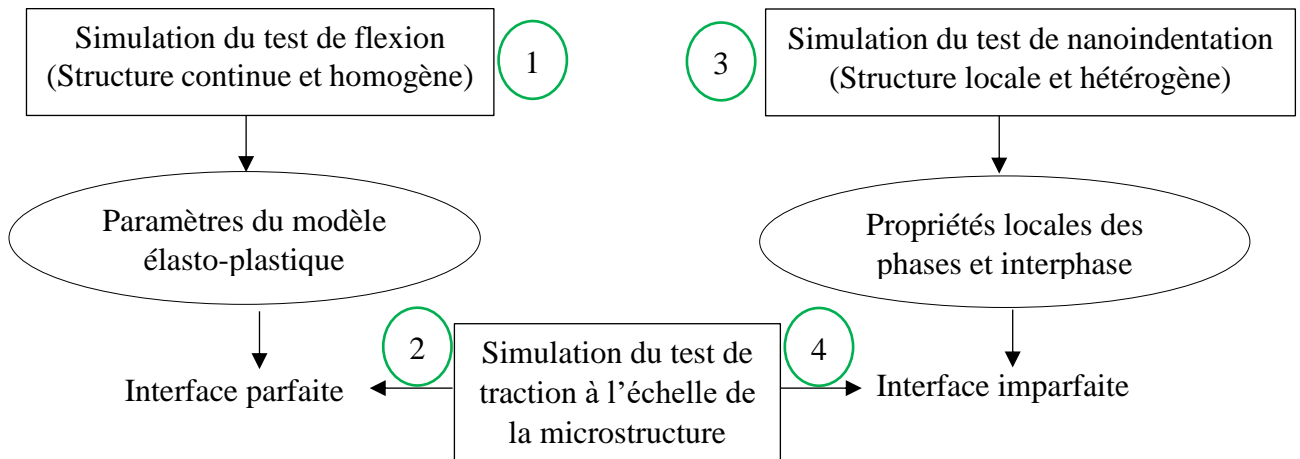 Simulation du test de flexion
(Structure continue et homogène)
1
3
Simulation du test de nanoindentation
(Structure locale et hétérogène)
Paramètres du modèle
élasto-plastique
Propriétés locales des
phases et interphase
2
Simulation du test de
traction à l’échelle de
la microstructure
4
Interface parfaite
Interface imparfaite